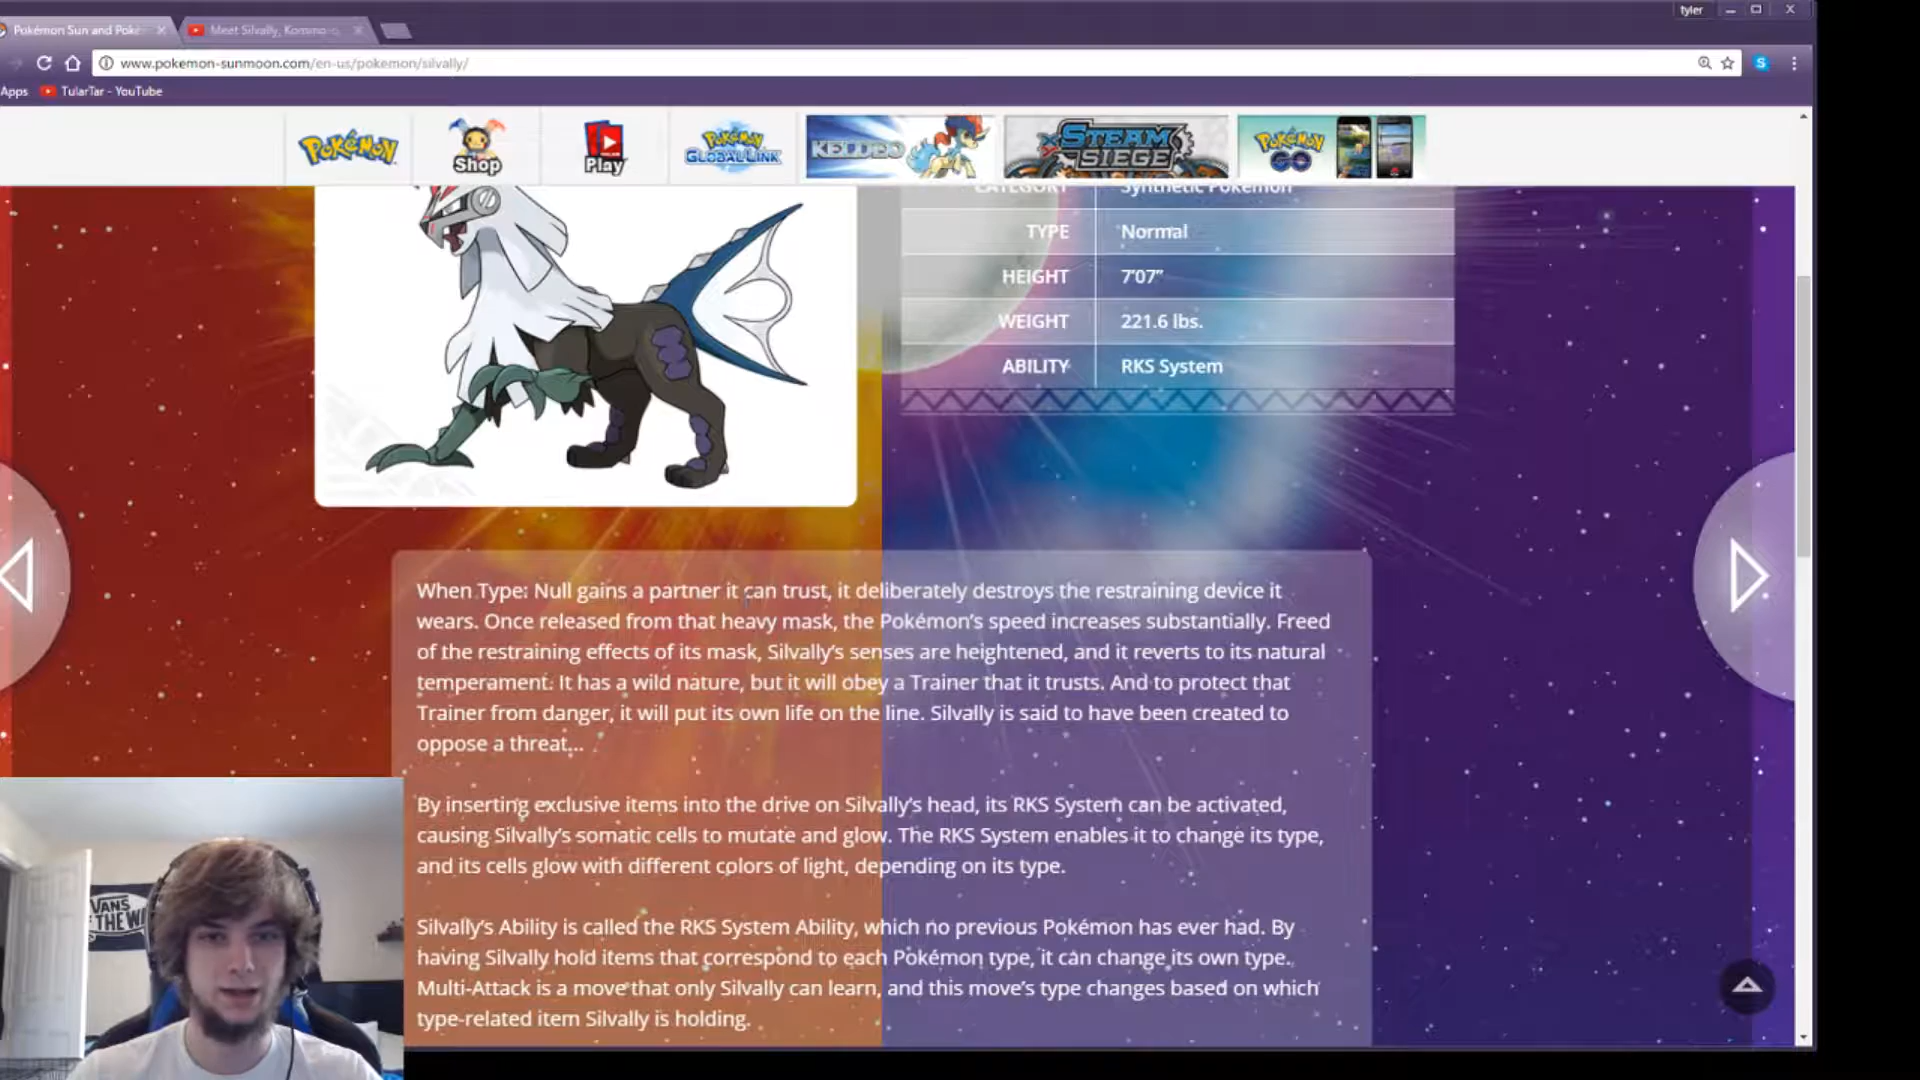 tyler
Pokémon Sun and Poké
Meet Silvally, Kommo-o
www.pokemon-sunmoon.com/en-us/pokemon/silvally/
S
Apps
TularTar - YouTube
POKéMON
Shop
Play
POKéMON GLOBAL LINK
KELDEO
STEAM SIEGE
POKéMON GO
CATEGORY Synthetic Pokémon
TYPE Normal
HEIGHT 7'07"
WEIGHT 221.6 lbs.
ABILITY RKS System
When Type: Null gains a partner it can trust, it deliberately destroys the restraining device it
wears. Once released from that heavy mask, the Pokémon's speed increases substantially. Freed
of the restraining effects of its mask, Silvally's senses are heightened, and it reverts to its natural
temperament. It has a wild nature, but it will obey a Trainer that it trusts. And to protect that
Trainer from danger, it will put its own life on the line. Silvally is said to have been created to
oppose a threat...
By inserting exclusive items into the drive on Silvally's head, its RKS System can be activated,
causing Silvally's somatic cells to mutate and glow. The RKS System enables it to change its type,
and its cells glow with different colors of light, depending on its type.
Silvally's Ability is called the RKS System Ability, which no previous Pokémon has ever had. By
having Silvally hold items that correspond to each Pokémon type, it can change its own type.
Multi-Attack is a move that only Silvally can learn, and this move's type changes based on which
type-related item Silvally is holding.
VANS
THE W